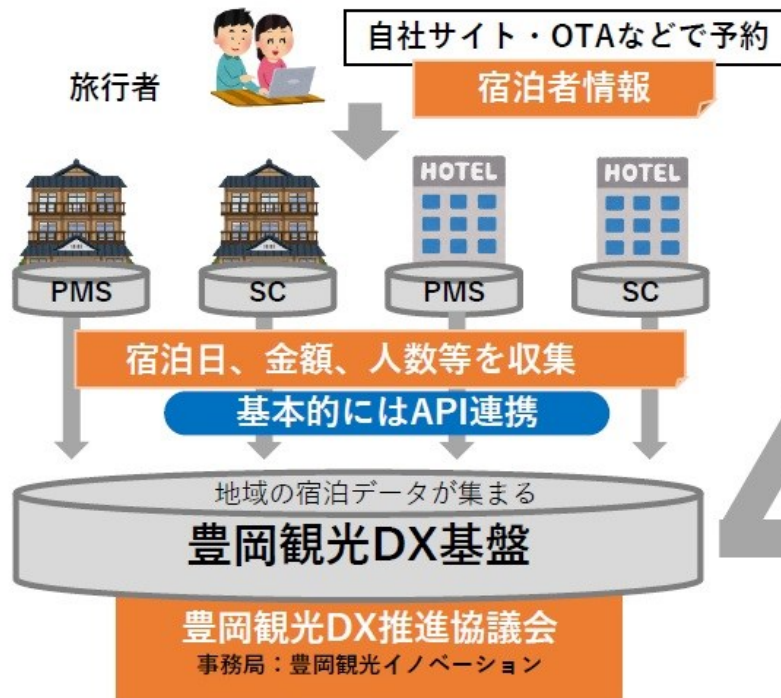 自社サイト・OTAなどで予約
旅行者
宿泊者情報
HOTEL
HOTEL
PMS
SC
PMS
SC
宿泊日、金額、人数等を収集
基本的にはAPI連携
地域の宿泊データが集まる
豊岡観光DX基盤
豊岡観光DX推進協議会
事務局：豊岡観光イノベーション